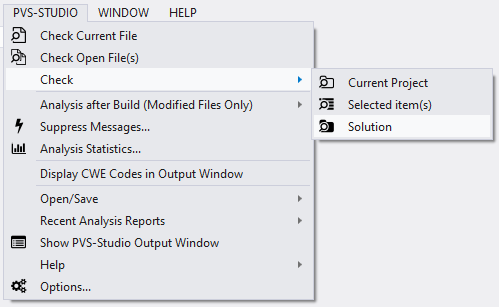 PVS-STUDIO WINDOW HELP
Check Current File
Check Open File(s)
Check
Current Project
Analysis after Build (Modified Files Only)
Selected item(s)
Suppress Messages...
Solution
Analysis Statistics...
Display CWE Codes in Output Window
Open/Save
Recent Analysis Reports
Show PVS-Studio Output Window
Help
Options...